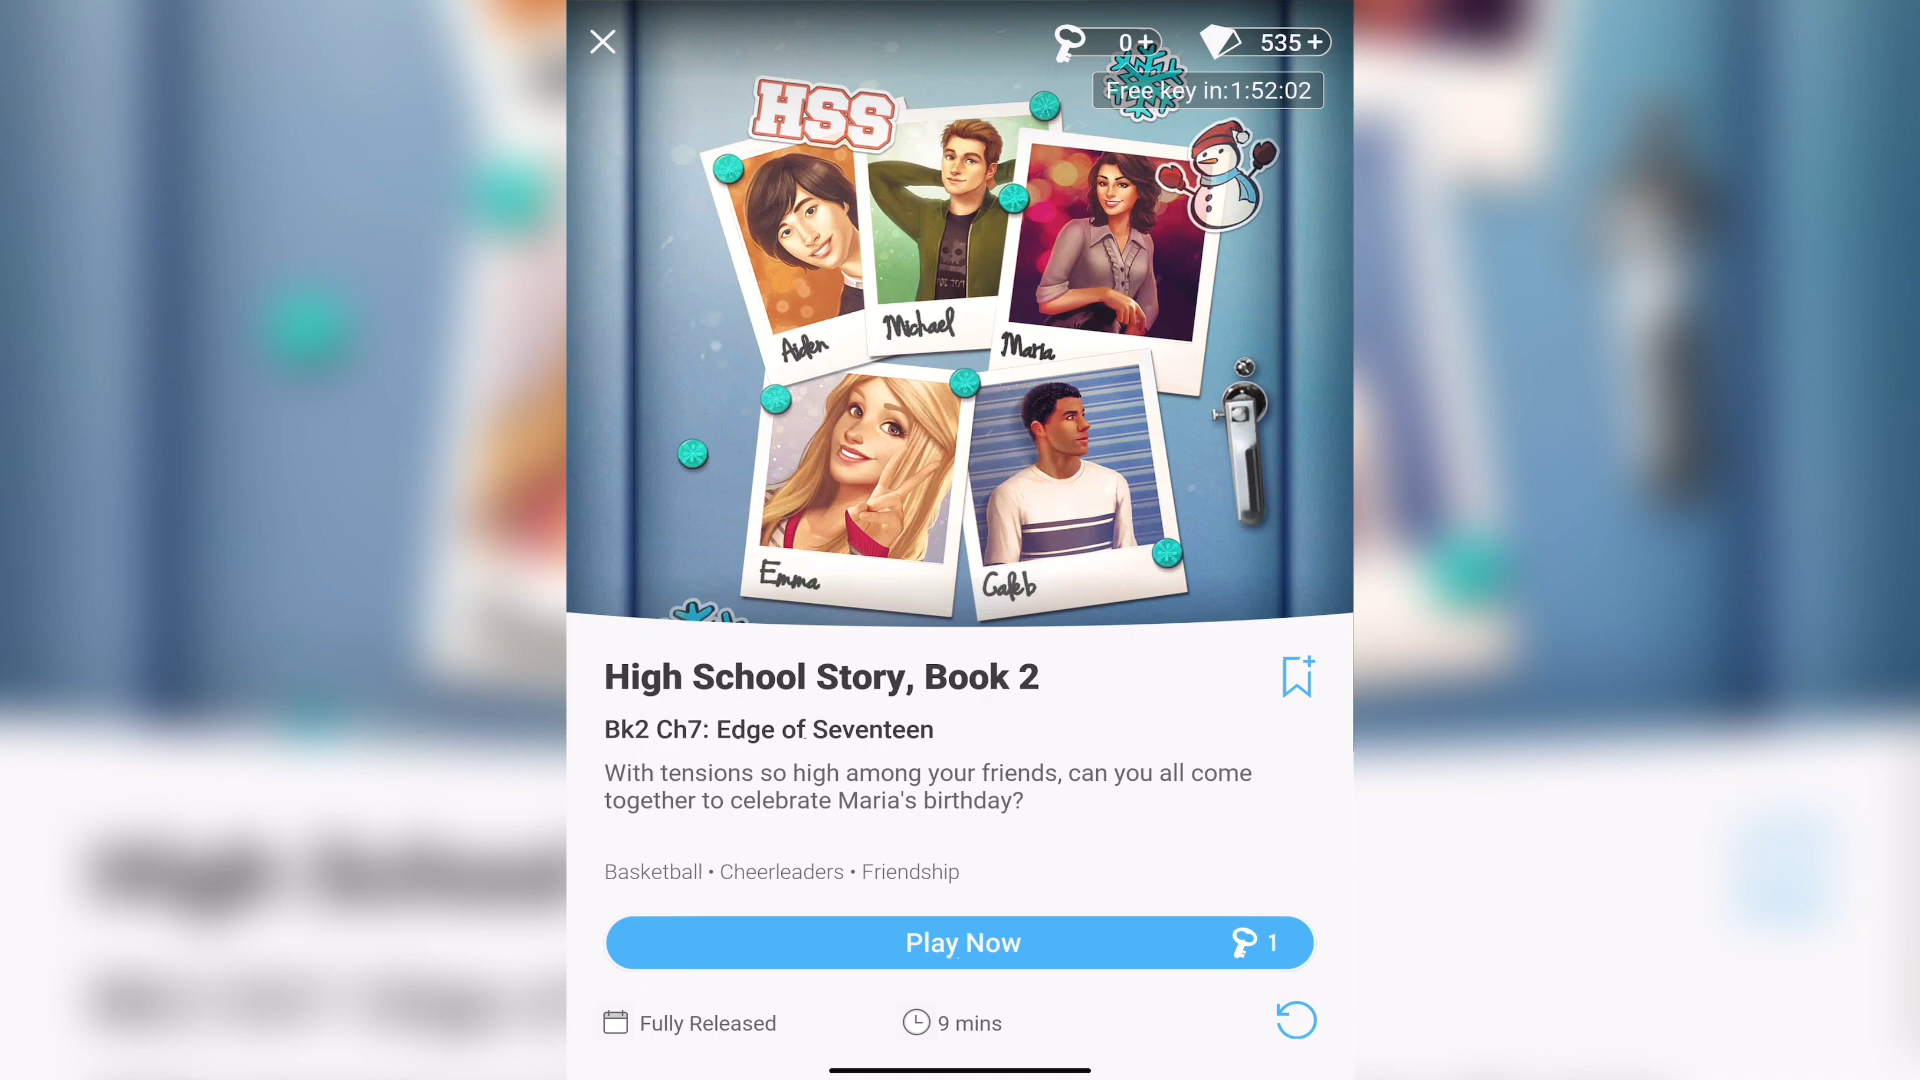 0 +
535 +
Free key in:1:52:02
HSS
Aiden
Michael
Maria
Emma
Caleb
High School Story, Book 2
Bk2 Ch7: Edge of Seventeen
With tensions so high among your friends, can you all come
together to celebrate Maria's birthday?
Basketball • Cheerleaders • Friendship
Play Now
1
Fully Released
9 mins